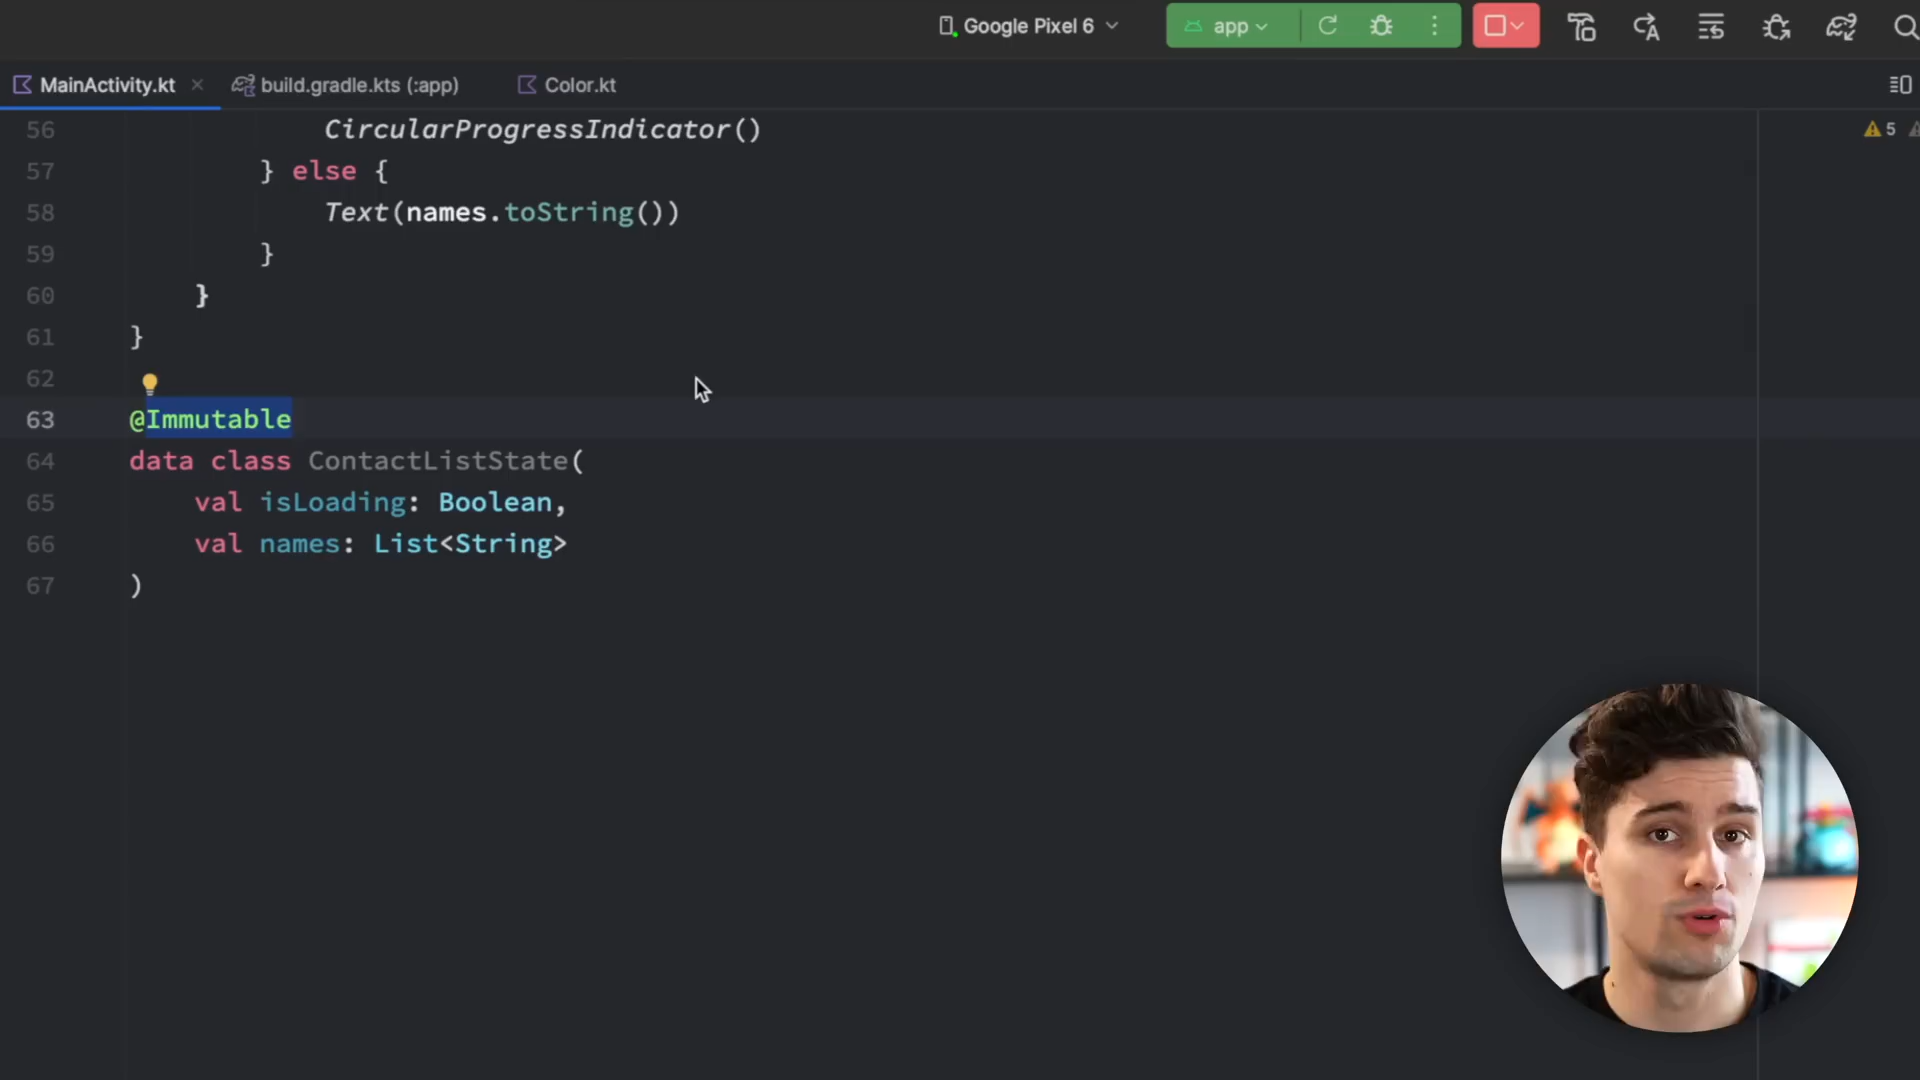 Google Pixel 6
app
MainActivity.kt
build.gradle.kts (:app)
Color.kt
56 CircularProgressIndicator()
5
57 } else {
58 Text(names.toString())
59 }
60 }
61 }
62
63 @Immutable
64 data class ContactListState(
65 val isLoading: Boolean,
66 val names: List<String>
67 )